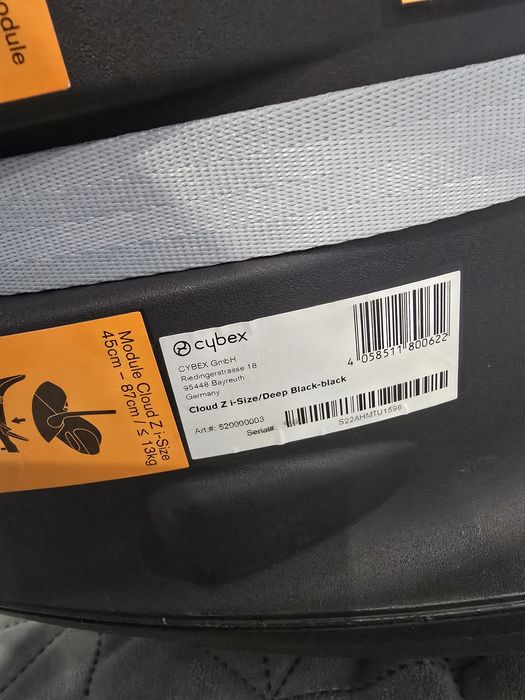 odule
cybex
CYBEX GmbH
Riedingerstrasse 18
95448 Bayreuth
Germany
4 058511 800622
Cloud Z i-Size/Deep Black-black
Art.#: 520000003
Serial#:
S22AHMTU1596
Module Cloud Z i-Size
45cm – 87cm / ≤ 13kg